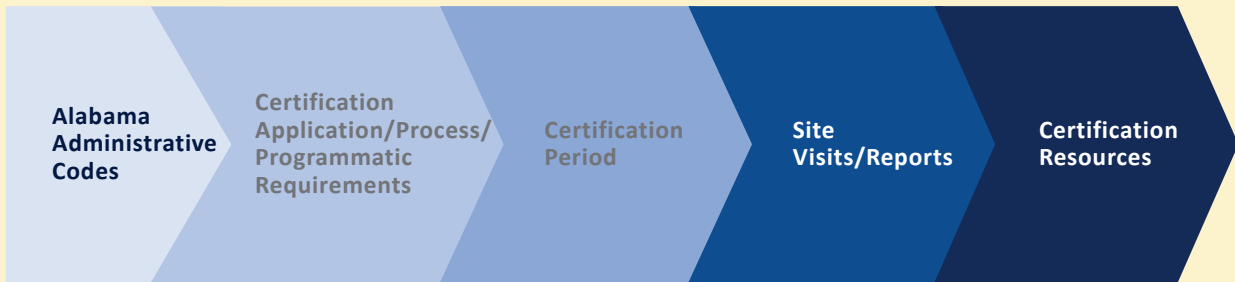 Alabama
Administrative
Codes
Certification
Application/Process/
Programmatic
Requirements
Certification
Period
Site
Visits/Reports
Certification
Resources